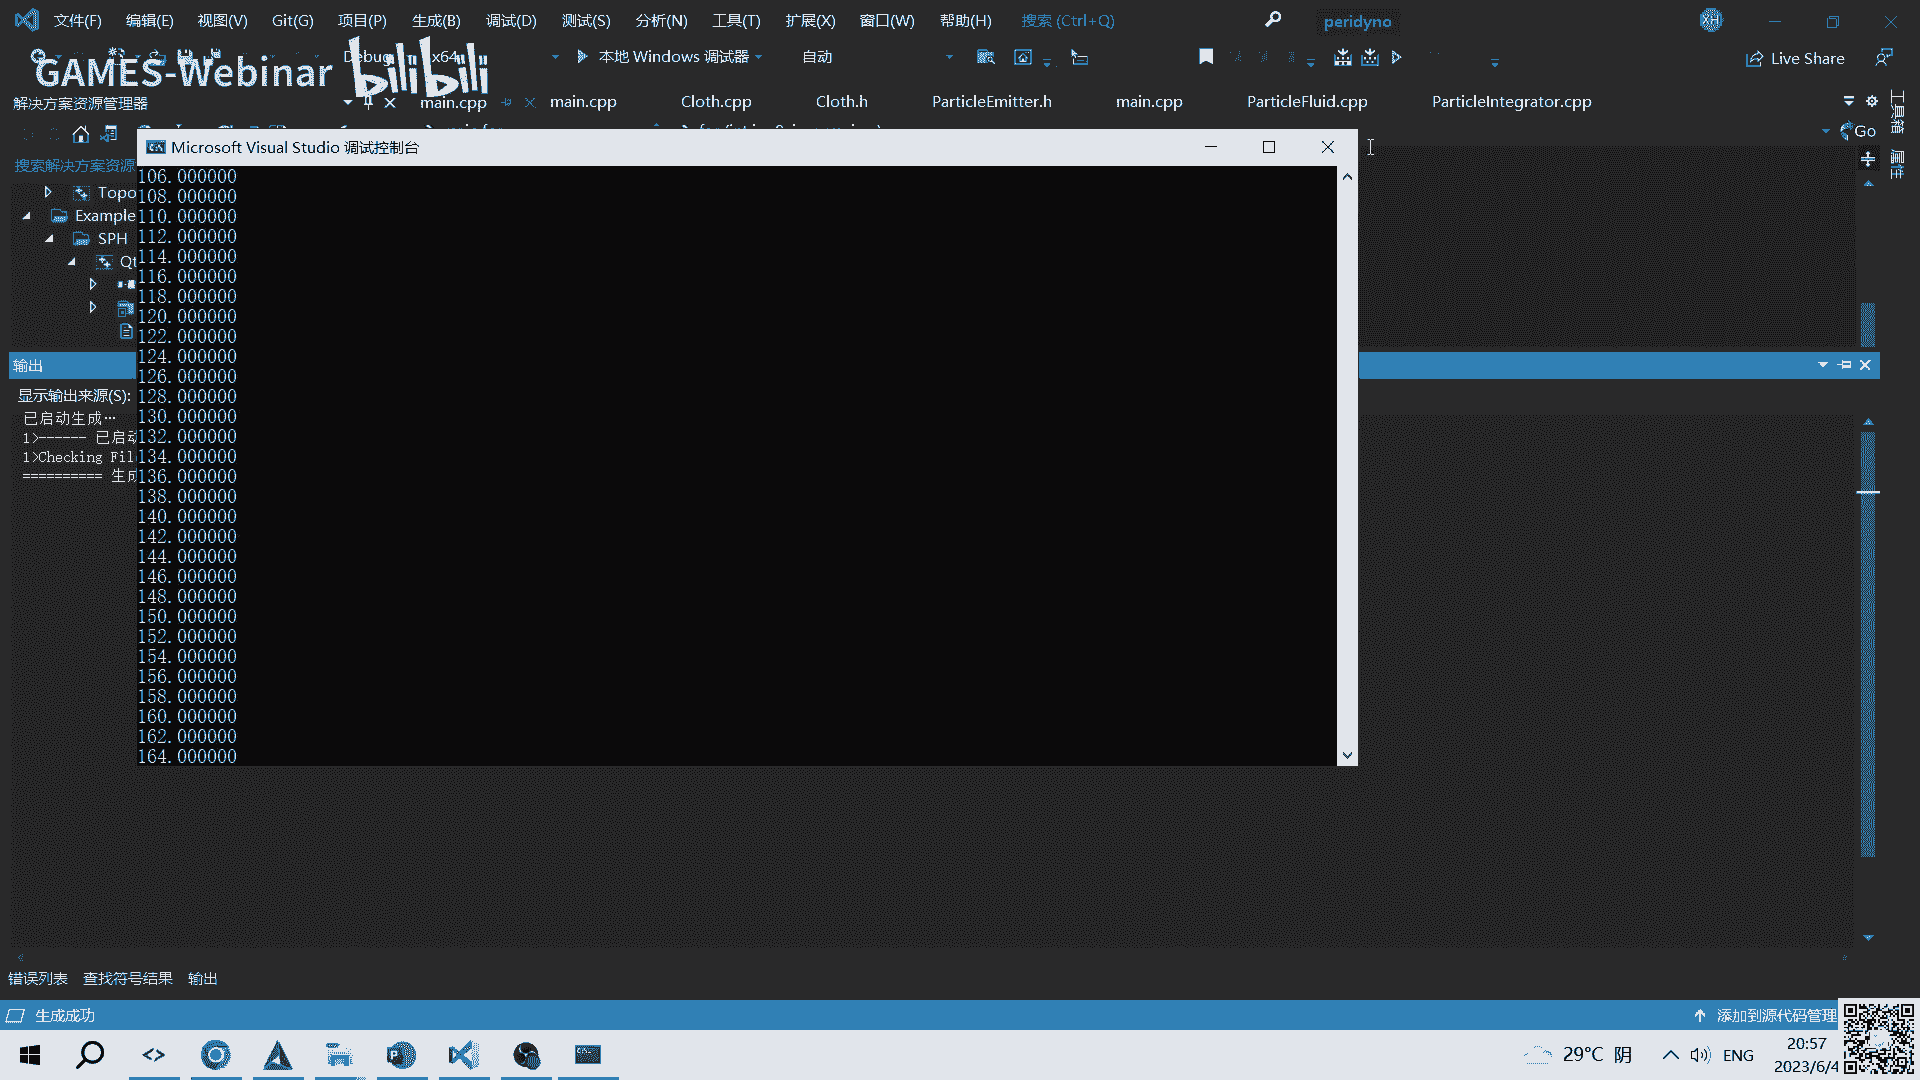 文件(F) 编辑(E) 视图(V) Git(G) 项目(P) 生成(B) 调试(D) 测试(S) 分析(N) 工具(T) 扩展(X) 窗口(W) 帮助(H) 搜索 (Ctrl+Q) peridyno XH
Debug x64 本地 Windows 调试器 自动 Live Share
GAMES-Webinar bilibili
解决方案资源管理器 main.cpp main.cpp Cloth.cpp Cloth.h ParticleEmitter.h main.cpp ParticleFluid.cpp ParticleIntegrator.cpp
工具箱
属性
Go
搜索解决方案资源
Topo
Example
SPH
Qt
Microsoft Visual Studio 调试控制台
106.000000
108.000000
110.000000
112.000000
114.000000
116.000000
118.000000
120.000000
122.000000
124.000000
126.000000
128.000000
130.000000
132.000000
134.000000
136.000000
138.000000
140.000000
142.000000
144.000000
146.000000
148.000000
150.000000
152.000000
154.000000
156.000000
158.000000
160.000000
162.000000
164.000000
输出
显示输出来源(S):
已启动生成…
1>------ 已启动
1>Checking Fil
========== 生成
错误列表 查找符号结果 输出
生成成功 添加到源代码管理
29°C 阴 ENG
20:57
2023/6/4